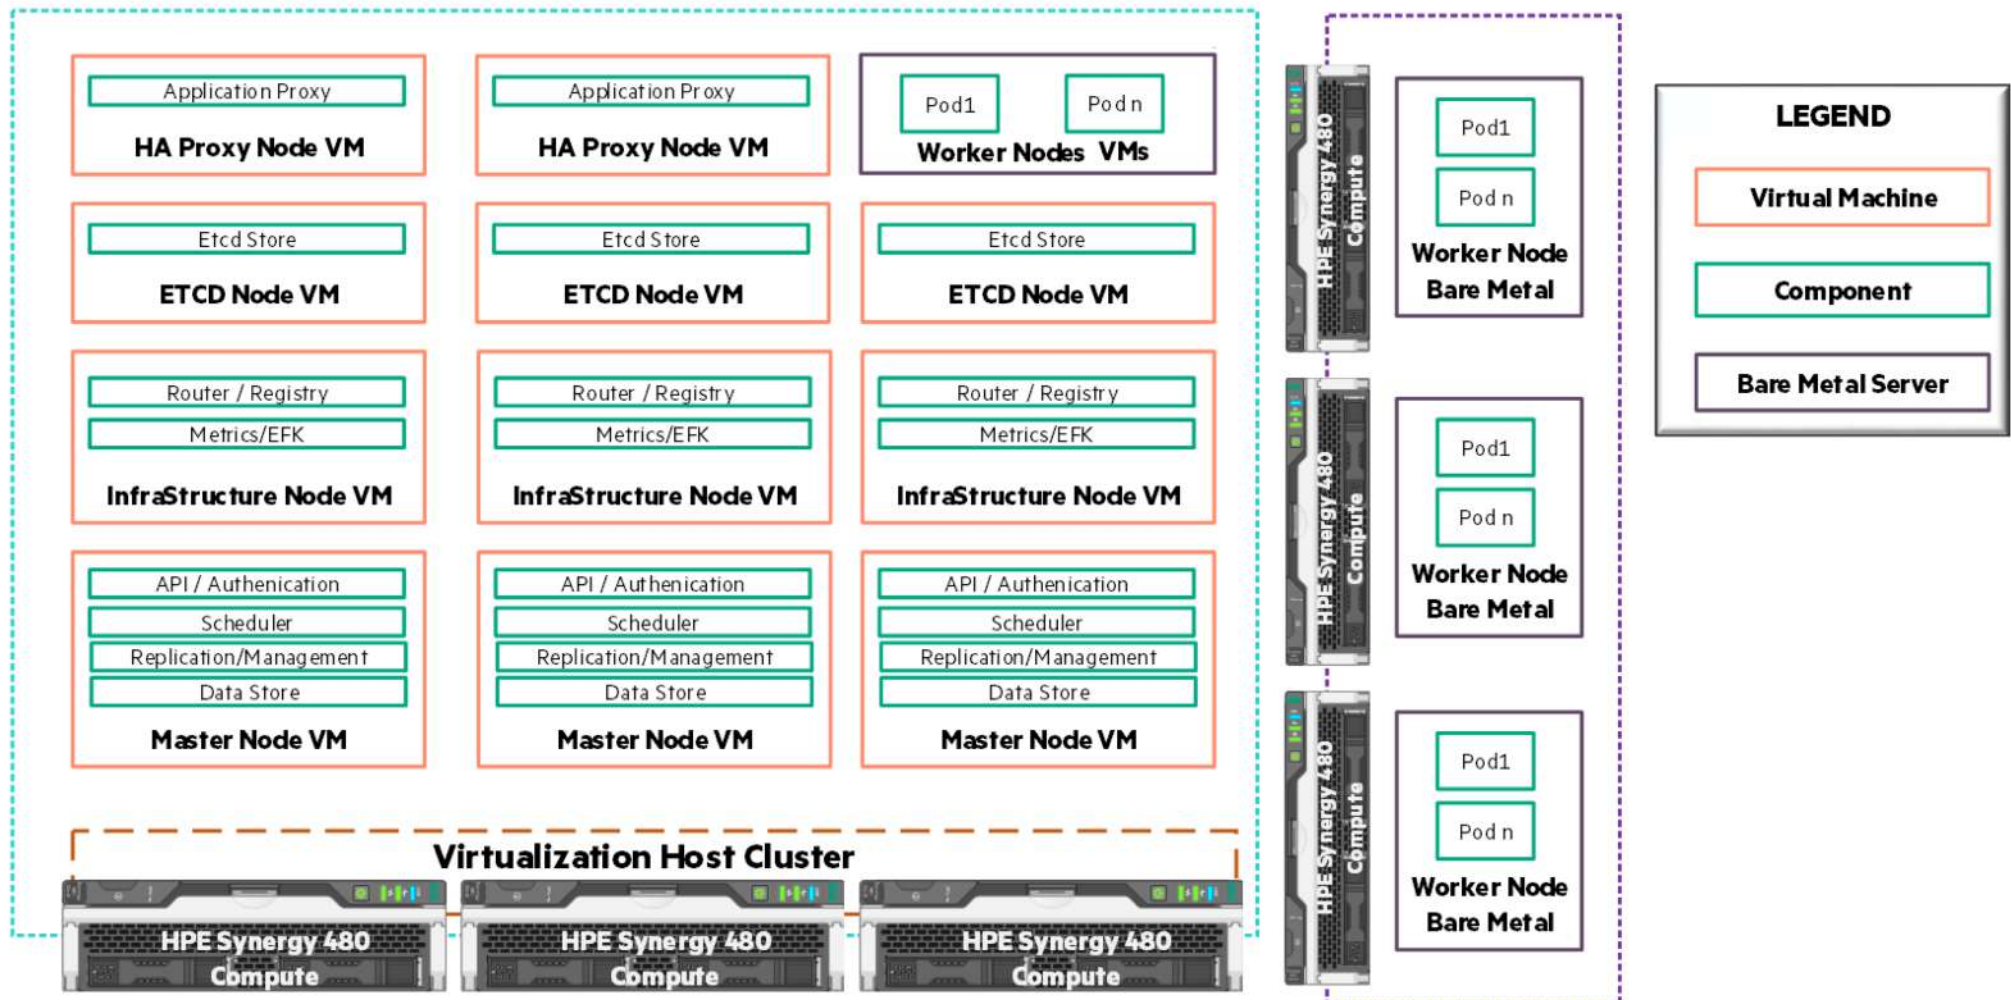 Application Proxy
HA Proxy Node VM
Application Proxy
HA Proxy Node VM
Pod1
Pod n
Worker Nodes VMs
Etcd Store
ETCD Node VM
Etcd Store
ETCD Node VM
Etcd Store
ETCD Node VM
Router / Registry
Metrics/EFK
InfraStructure Node VM
Router / Registry
Metrics/EFK
InfraStructure Node VM
Router / Registry
Metrics/EFK
InfraStructure Node VM
API / Authenication
Scheduler
Replication/Management
Data Store
Master Node VM
API / Authenication
Scheduler
Replication/Management
Data Store
Master Node VM
API / Authenication
Scheduler
Replication/Management
Data Store
Master Node VM
Virtualization Host Cluster
HPE Synergy 480
Compute
HPE Synergy 480
Compute
HPE Synergy 480
Compute
HPE Synergy 480
Compute
Pod1
Pod n
Worker Node
Bare Metal
HPE Synergy 480
Compute
Pod1
Pod n
Worker Node
Bare Metal
HPE Synergy 480
Compute
Pod1
Pod n
Worker Node
Bare Metal
LEGEND
Virtual Machine
Component
Bare Metal Server